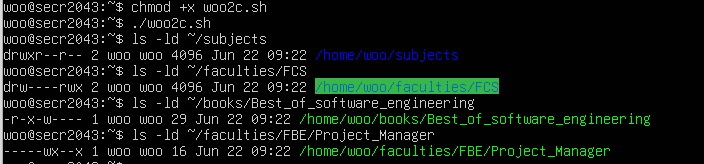 woo@secr2043:~$ chmod +x woo2c.sh
woo@secr2043:~$ ./woo2c.sh
woo@secr2043:~$ ls -ld ~/subjects
drwxr--r-- 2 woo woo 4096 Jun 22 09:22 /home/woo/subjects
woo@secr2043:~$ ls -ld ~/faculties/FCS
drw----rwx 2 woo woo 4096 Jun 22 09:22 /home/woo/faculties/FCS
woo@secr2043:~$ ls -ld ~/books/Best_of_software_engineering
-r-x-w---- 1 woo woo 29 Jun 22 09:22 /home/woo/books/Best_of_software_engineering
woo@secr2043:~$ ls -ld ~/faculties/FBE/Project_Manager
-----wx--x 1 woo woo 16 Jun 22 09:22 /home/woo/faculties/FBE/Project_Manager